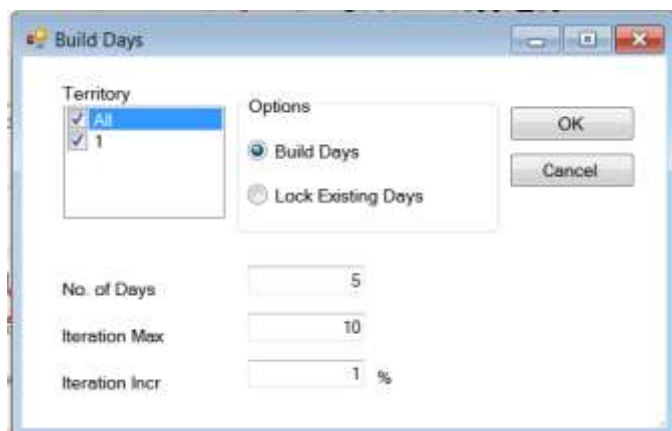 Build Days
Territory
All
1
Options
Build Days
Lock Existing Days
OK
Cancel
No. of Days 5
Iteration Max 10
Iteration Incr 1 %